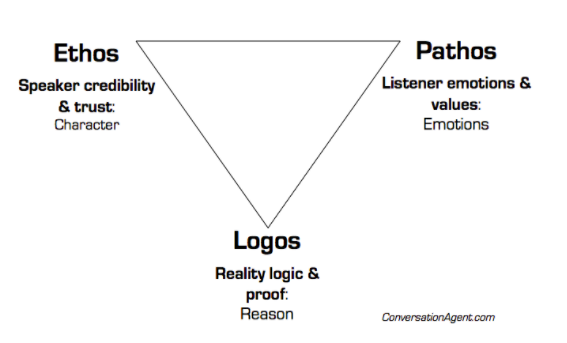 Ethos
Speaker credibility
& trust:
Character
Pathos
Listener emotions &
values:
Emotions
Logos
Reality logic &
proof:
Reason
ConversationAgent.com